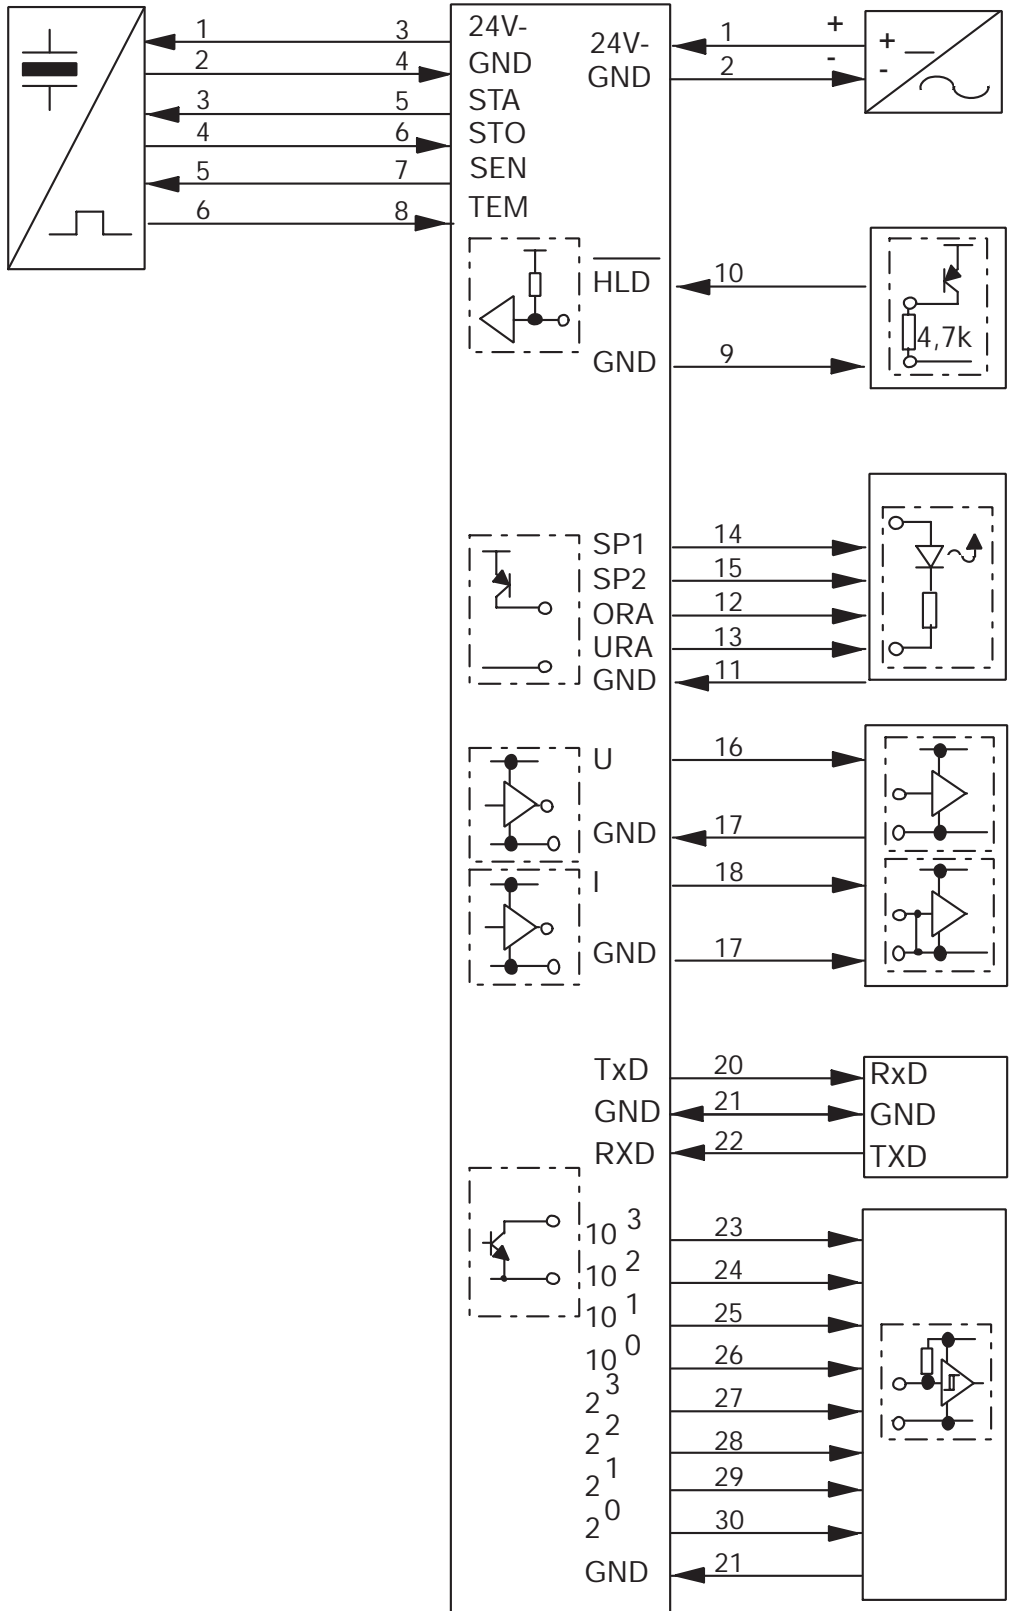 1 3 24V-
2 4 GND
3 5 STA
4 6 STO
5 7 SEN
6 8 TEM
24V- 1 + +
GND 2 - -
HLD 10
4,7k
GND 9
SP1 14
SP2 15
ORA 12
URA 13
GND 11
U 16
GND 17
I 18
GND 17
TxD 20 RxD
GND 21 GND
RXD 22 TXD
10 3 23
10 2 24
10 1 25
10 0 26
2 3 27
2 2 28
2 1 29
2 0 30
GND 21